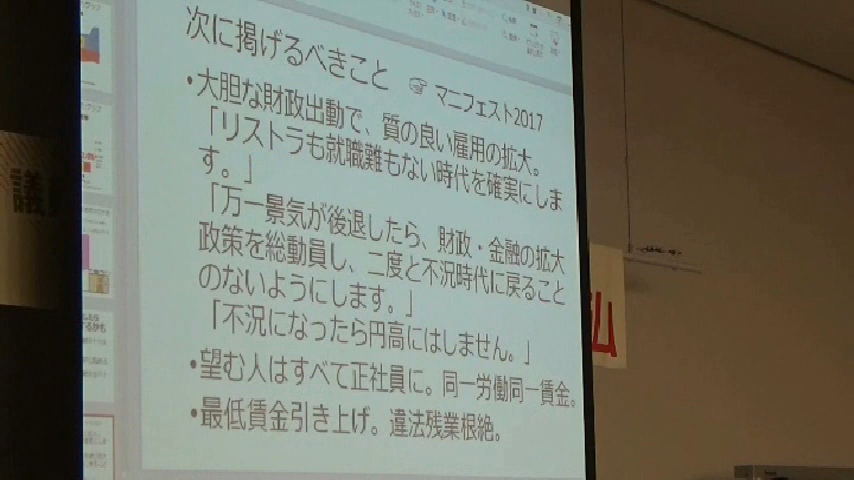 次に掲げるべきこと ☞ マニフェスト2017
•大胆な財政出動で、質の良い雇用の拡大。
「リストラも就職難もない時代を確実にしま
す。」
「万一景気が後退したら、財政・金融の拡大
政策を総動員し、二度と不況時代に戻ること
のないようにします。」
「不況になったら円高にはしません。」
•望む人はすべて正社員に。同一労働同一賃金。
•最低賃金引き上げ。違法残業根絶。
議